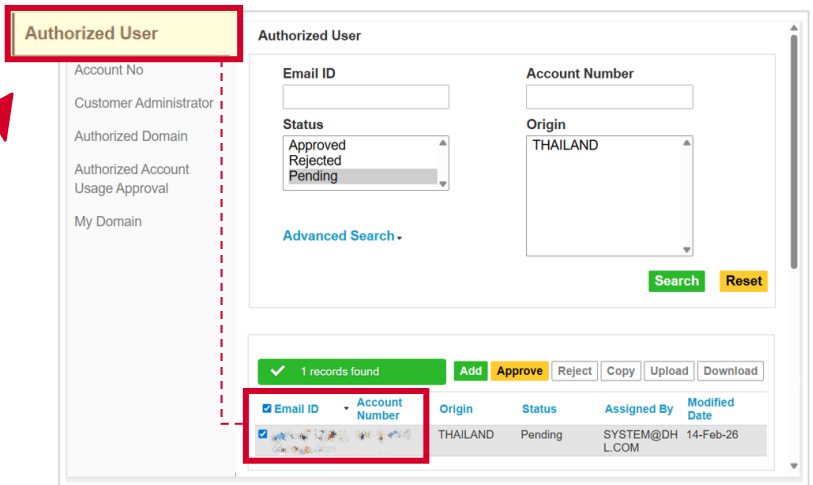 Authorized User
Account No
Customer Administrator
Authorized Domain
Authorized Account
Usage Approval
My Domain
Authorized User
Email ID
Account Number
Status
Origin
Approved
Rejected
Pending
THAILAND
Advanced Search
Search
Reset
1 records found
Add
Approve
Reject
Copy
Upload
Download
Email ID
Account
Number
Origin
Status
Assigned By
Modified
Date
THAILAND
Pending
SYSTEM@DH
L.COM
14-Feb-26